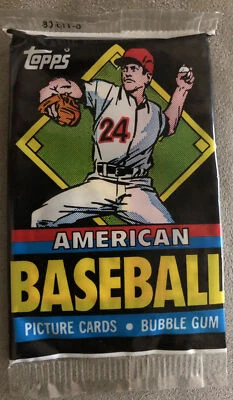 Topps
24
AMERICAN
BASEBALL
PICTURE CARDS • BUBBLE GUM